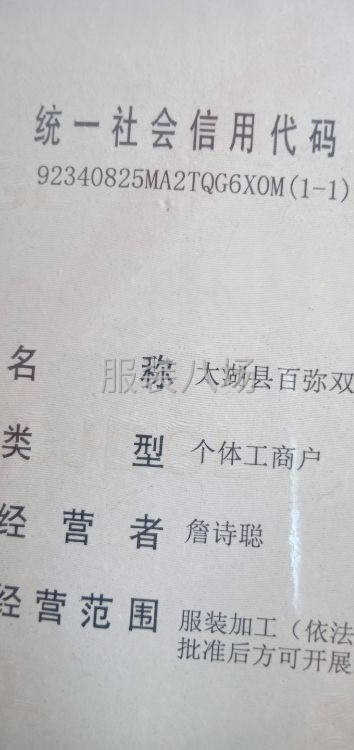 统一社会信用代码
92340825MA2TQG6X0M(1-1)
名 称 太湖县百弥双
服装八场
类 型 个体工商户
经营者 詹诗聪
经营范围 服装加工（依法
批准后方可开展